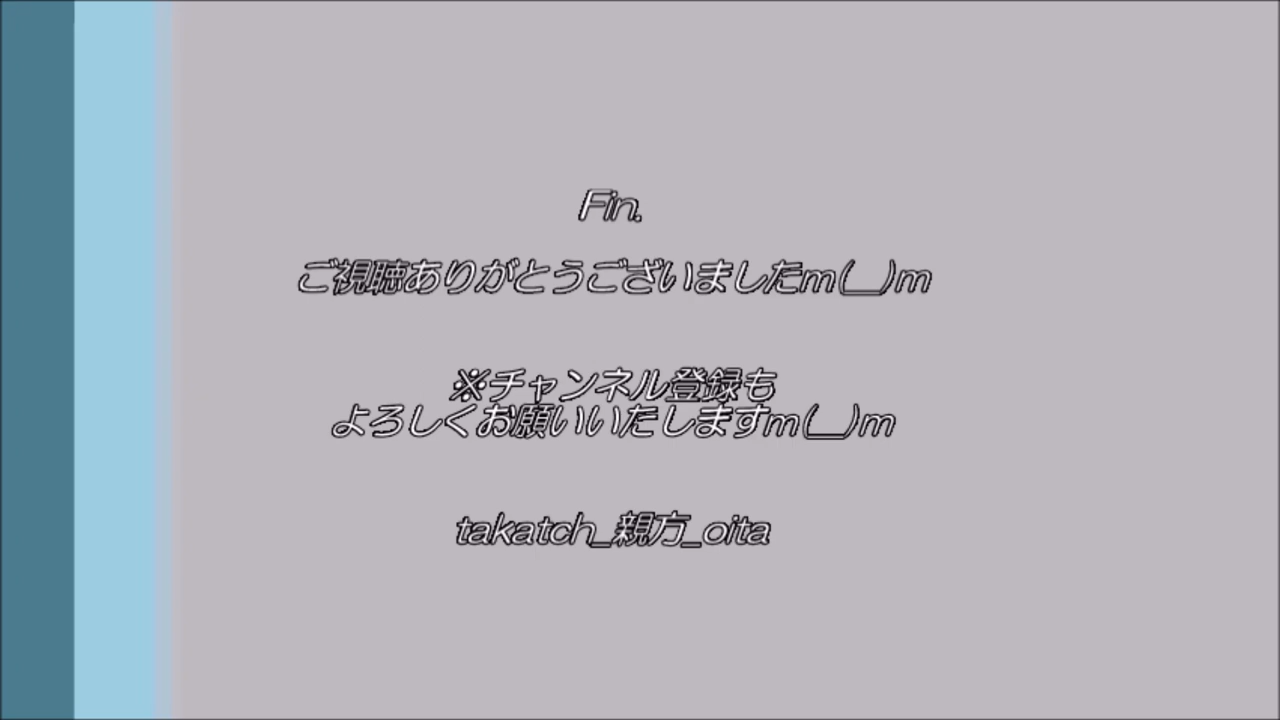 Fin.
ご視聴ありがとうございましたm(__)m
※チャンネル登録も
よろしくお願いいたしますm(__)m
takatch_親方_oita